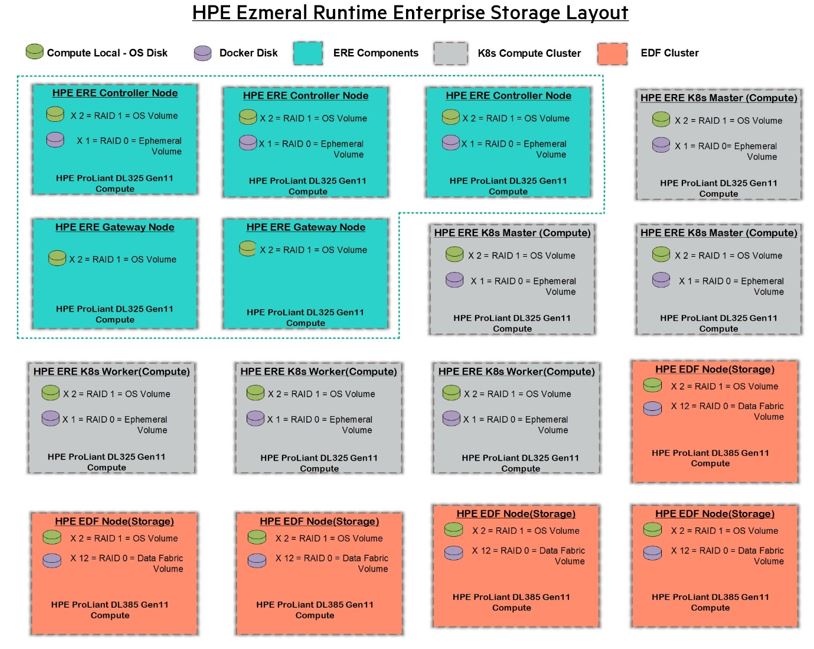 HPE Ezmeral Runtime Enterprise Storage Layout
Compute Local - OS Disk
Docker Disk
ERE Components
K8s Compute Cluster
EDF Cluster
HPE ERE Controller Node
X 2 = RAID 1 = OS Volume
X 1 = RAID 0 = Ephemeral
Volume
HPE ProLiant DL325 Gen11
Compute
HPE ERE Controller Node
X 2 = RAID 1 = OS Volume
X 1 = RAID 0 = Ephemeral
Volume
HPE ProLiant DL325 Gen11
Compute
HPE ERE Controller Node
X 2 = RAID 1 = OS Volume
X 1 = RAID 0 = Ephemeral
Volume
HPE ProLiant DL325 Gen11
Compute
HPE ERE K8s Master (Compute)
X 2 = RAID 1 = OS Volume
X 1 = RAID 0= Ephemeral
Volume
HPE ProLiant DL325 Gen11
Compute
HPE ERE Gateway Node
X 2 = RAID 1 = OS Volume
HPE ProLiant DL325 Gen11
Compute
HPE ERE Gateway Node
X 2 = RAID 1 = OS Volume
HPE ProLiant DL325 Gen11
Compute
HPE ERE K8s Master (Compute)
X 2 = RAID 1 = OS Volume
X 1 = RAID 0 = Ephemeral
Volume
HPE ProLiant DL325 Gen11
Compute
HPE ERE K8s Master (Compute)
X 2 = RAID 1 = OS Volume
X 1 = RAID 0 = Ephemeral
Volume
HPE ProLiant DL325 Gen11
Compute
HPE ERE K8s Worker(Compute)
X 2 = RAID 1 = OS Volume
X 1 = RAID 0 = Ephemeral
Volume
HPE ProLiant DL325 Gen11
Compute
HPE ERE K8s Worker(Compute)
X 2 = RAID 1 = OS Volume
X 1 = RAID 0 = Ephemeral
Volume
HPE ProLiant DL325 Gen11
Compute
HPE ERE K8s Worker(Compute)
X 2 = RAID 1 = OS Volume
X 1 = RAID 0 = Ephemeral
Volume
HPE ProLiant DL325 Gen11
Compute
HPE EDF Node(Storage)
X 2 = RAID 1 = OS Volume
X 12 = RAID 0 = Data Fabric
Volume
HPE ProLiant DL385 Gen11
Compute
HPE EDF Node(Storage)
X 2 = RAID 1 = OS Volume
X 12 = RAID 0 = Data Fabric
Volume
HPE ProLiant DL385 Gen11
Compute
HPE EDF Node(Storage)
X 2 = RAID 1 = OS Volume
X 12 = RAID 0 = Data Fabric
Volume
HPE ProLiant DL385 Gen11
Compute
HPE EDF Node(Storage)
X 2 = RAID 1 = OS Volume
X 12 = RAID 0 = Data Fabric
Volume
HPE ProLiant DL385 Gen11
Compute
HPE EDF Node(Storage)
X 2 = RAID 1 = OS Volume
X 12 = RAID 0 = Data Fabric
Volume
HPE ProLiant DL385 Gen11
Compute